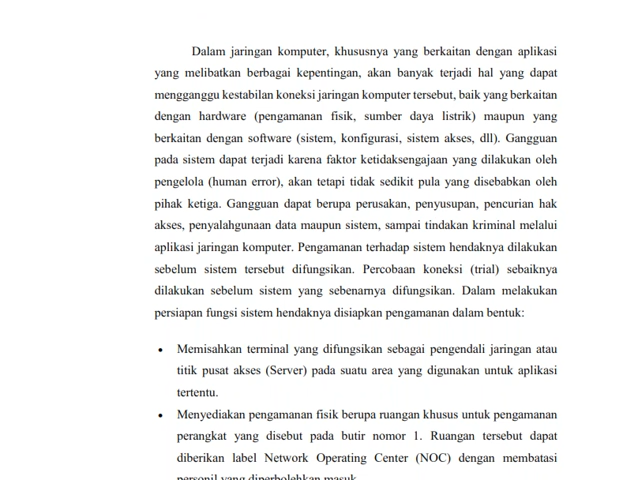 Dalam jaringan komputer, khususnya yang berkaitan dengan aplikasi
yang melibatkan berbagai kepentingan, akan banyak terjadi hal yang dapat
mengganggu kestabilan koneksi jaringan komputer tersebut, baik yang berkaitan
dengan hardware (pengamanan fisik, sumber daya listrik) maupun yang
berkaitan dengan software (sistem, konfigurasi, sistem akses, dll). Gangguan
pada sistem dapat terjadi karena faktor ketidaksengajaan yang dilakukan oleh
pengelola (human error), akan tetapi tidak sedikit pula yang disebabkan oleh
pihak ketiga. Gangguan dapat berupa perusakan, penyusupan, pencurian hak
akses, penyalahgunaan data maupun sistem, sampai tindakan kriminal melalui
aplikasi jaringan komputer. Pengamanan terhadap sistem hendaknya dilakukan
sebelum sistem tersebut difungsikan. Percobaan koneksi (trial) sebaiknya
dilakukan sebelum sistem yang sebenarnya difungsikan. Dalam melakukan
persiapan fungsi sistem hendaknya disiapkan pengamanan dalam bentuk:
• Memisahkan terminal yang difungsikan sebagai pengendali jaringan atau
titik pusat akses (Server) pada suatu area yang digunakan untuk aplikasi
tertentu.
• Menyediakan pengamanan fisik berupa ruangan khusus untuk pengamanan
perangkat yang disebut pada butir nomor 1. Ruangan tersebut dapat
diberikan label Network Operating Center (NOC) dengan membatasi
personil yang diperbolehkan masuk.